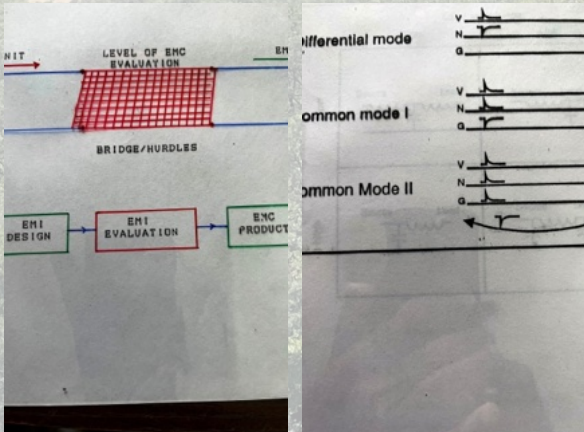 NIT
LEVEL OF EMC
EVALUATION
EM
BRIDGE/HURDLES
EMI
DESIGN
EMI
EVALUATION
EMC
PRODUCT
V
ifferential mode
N
G
V
ommon mode I
N
G
V
ommon Mode II
N
G